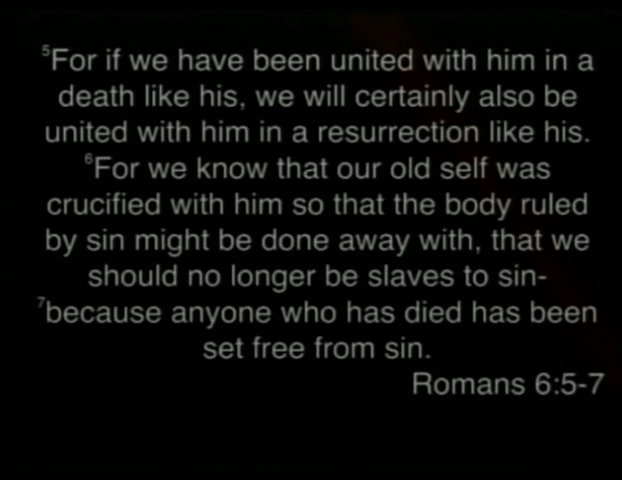 ⁵For if we have been united with him in a
death like his, we will certainly also be
united with him in a resurrection like his.
⁶For we know that our old self was
crucified with him so that the body ruled
by sin might be done away with, that we
should no longer be slaves to sin-
⁷because anyone who has died has been
set free from sin.
Romans 6:5-7